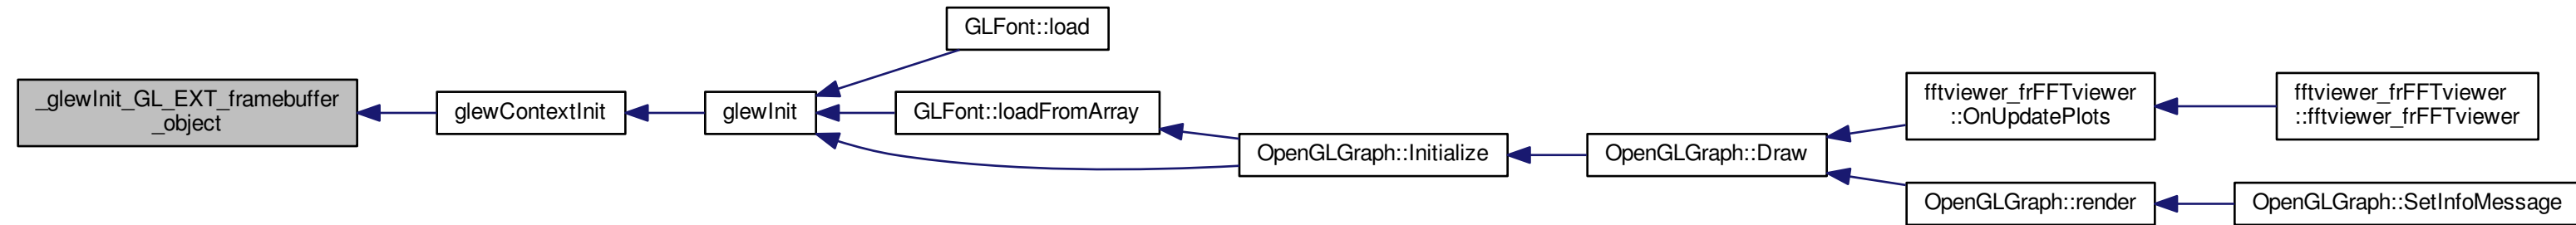 _glewInit_GL_EXT_framebuffer
_object
glewContextInit
glewInit
GLFont::load
GLFont::loadFromArray
OpenGLGraph::Initialize
OpenGLGraph::Draw
fftviewer_frFFTviewer
::OnUpdatePlots
fftviewer_frFFTviewer
::fftviewer_frFFTviewer
OpenGLGraph::render
OpenGLGraph::SetInfoMessage